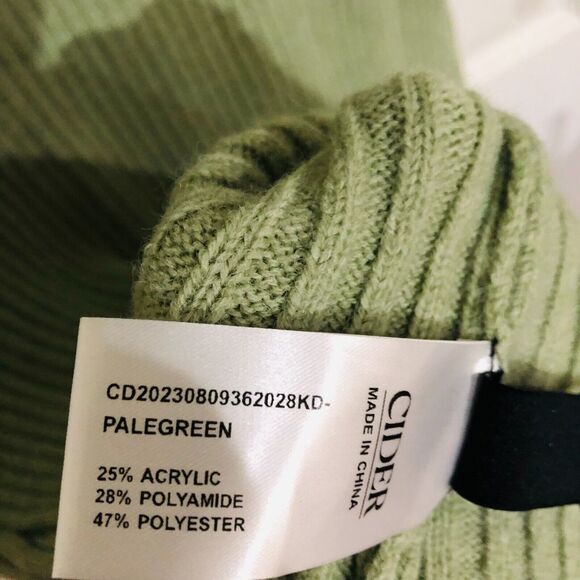 CD20230809362028KD-
PALEGREEN
25% ACRYLIC
28% POLYAMIDE
47% POLYESTER
CIDER
MADE IN CHINA